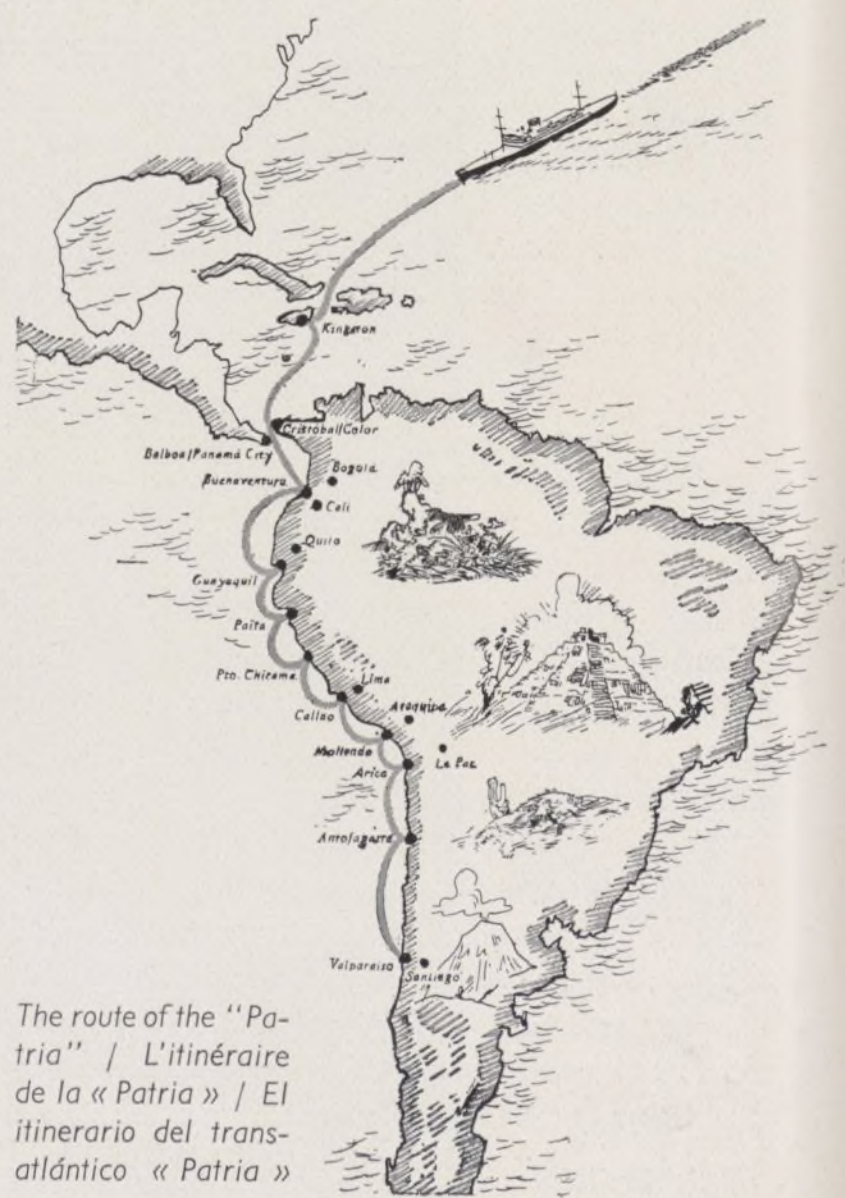 Kingston
Cristobal/Colon
Balboa/Panamá City
Buenaventura
Bogota
Cali
Quito
Guayaquil
Paita
Pto. Chicama
Lima
Callao
Arequipa
Mollendo
La Paz
Arica
Antofagasta
Valparaiso
Santiago
The route of the "Pa-
tria" / L'itinéraire
de la « Patria » / El
itinerario del trans-
atlántico « Patria »